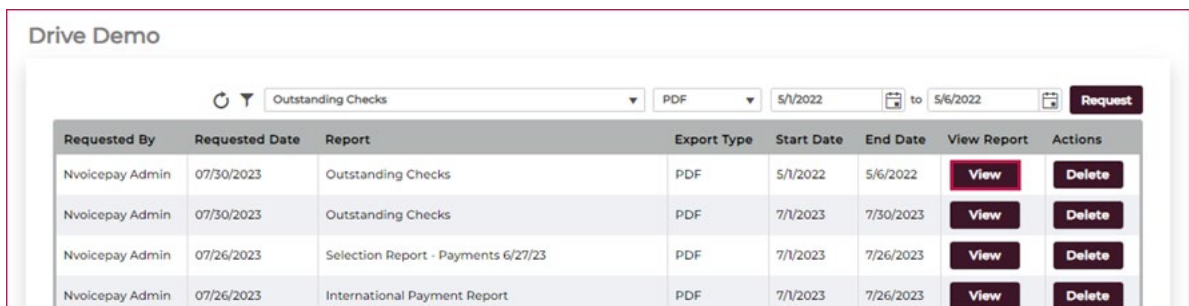 Drive Demo
Outstanding Checks PDF 5/1/2022 to 5/6/2022 Request
Requested By Requested Date Report Export Type Start Date End Date View Report Actions
Nvoicepay Admin 07/30/2023 Outstanding Checks PDF 5/1/2022 5/6/2022 View Delete
Nvoicepay Admin 07/30/2023 Outstanding Checks PDF 7/1/2023 7/30/2023 View Delete
Nvoicepay Admin 07/26/2023 Selection Report - Payments 6/27/23 PDF 7/1/2023 7/26/2023 View Delete
Nvoicepay Admin 07/26/2023 International Payment Report PDF 7/1/2023 7/26/2023 View Delete